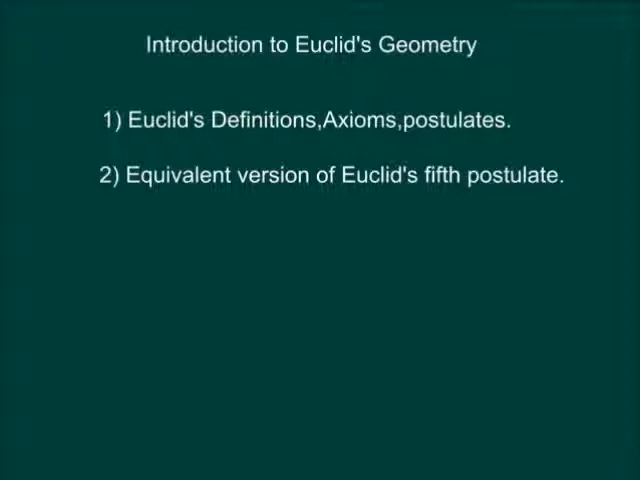 Introduction to Euclid's Geometry
1) Euclid's Definitions,Axioms,postulates.
2) Equivalent version of Euclid's fifth postulate.